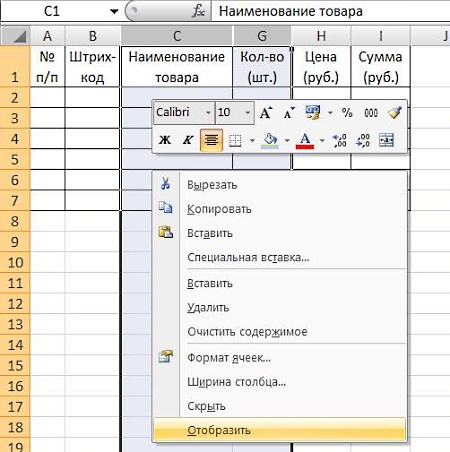 C1 fx Наименование товара
A B C G H I J
1 № п/п Штрих-код Наименование товара Кол-во (шт.) Цена (руб.) Сумма (руб.)
2
3
4
5
6
7
8
9
10
11
12
13
14
15
16
17
18
19
Calibri 10 A A % 000
Ж К A ,00 ,00
Вырезать
Копировать
Вставить
Специальная вставка...
Вставить
Удалить
Очистить содержимое
Формат ячеек...
Ширина столбца...
Скрыть
Отобразить